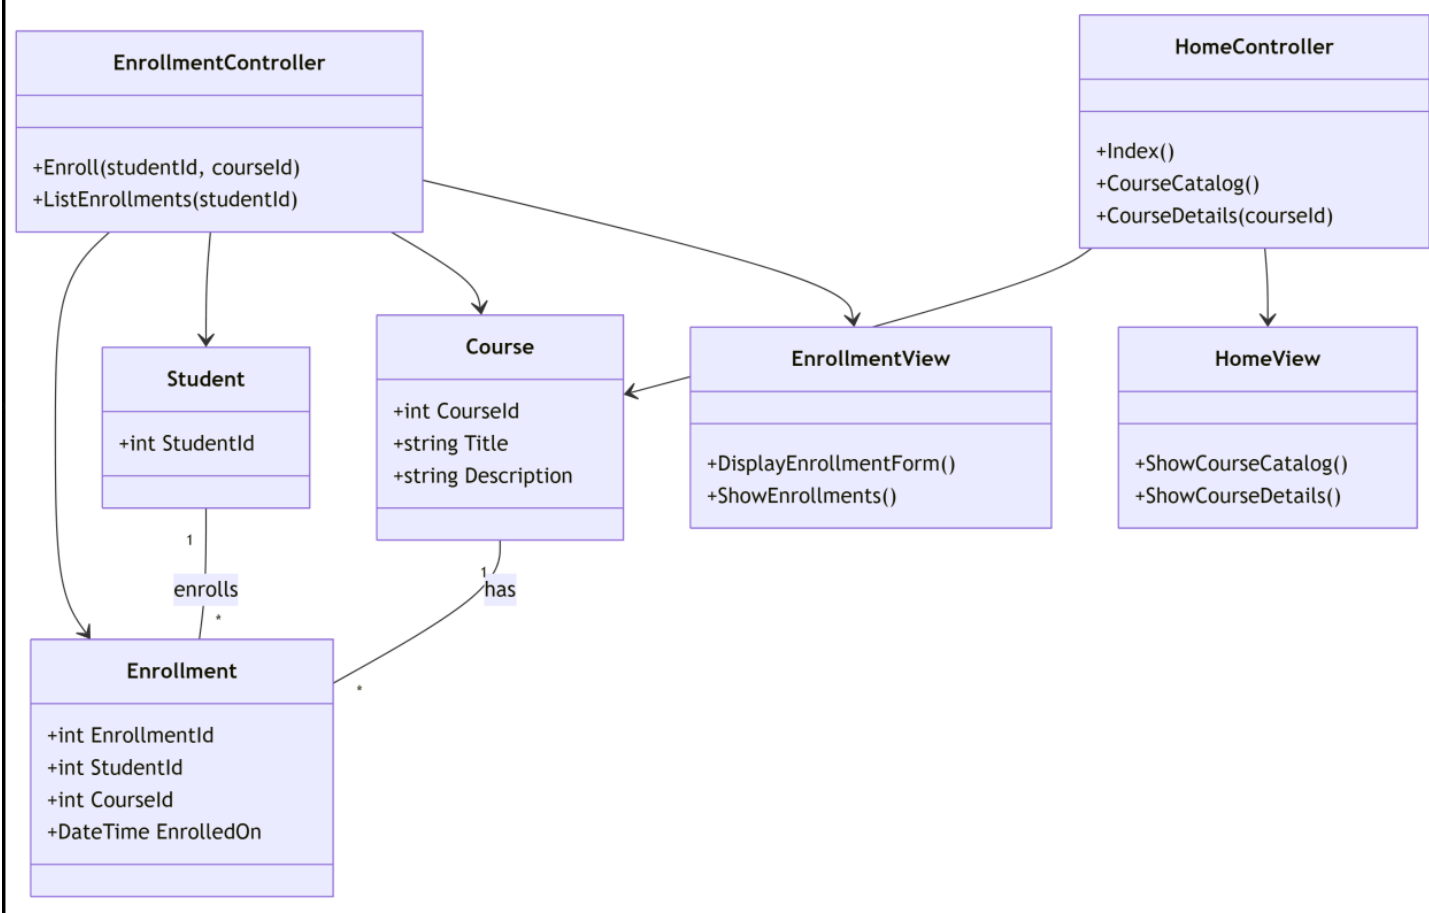 EnrollmentController
+Enroll(studentId, courseId)
+ListEnrollments(studentId)
HomeController
+Index()
+CourseCatalog()
+CourseDetails(courseId)
Student
+int StudentId
Course
+int CourseId
+string Title
+string Description
EnrollmentView
+DisplayEnrollmentForm()
+ShowEnrollments()
HomeView
+ShowCourseCatalog()
+ShowCourseDetails()
1
enrolls
*
1
has
*
Enrollment
+int EnrollmentId
+int StudentId
+int CourseId
+DateTime EnrolledOn